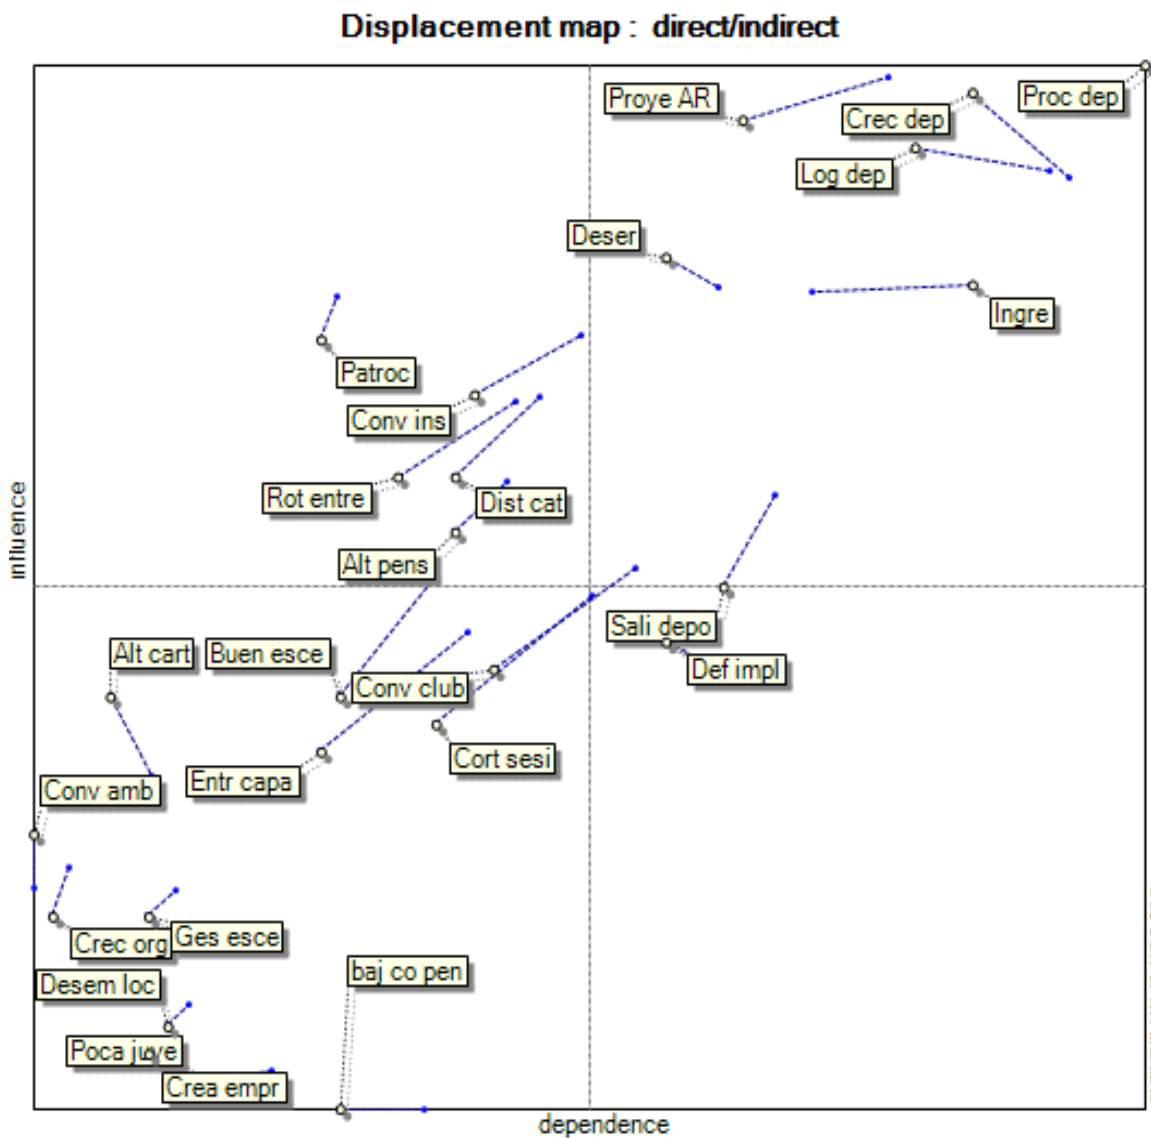 Displacement map :  direct/indirect
Proye AR
Proc dep
Crec dep
Log dep
Deser
Ingre
Patroc
Conv ins
Rot entre
Dist cat
Alt pens
influence
Sali depo
Alt cart
Buen esce
Def impl
Conv club
Cort sesi
Entr capa
Conv amb
Crec org
Ges esce
baj co pen
Desem loc
Poca juve
Crea empr
dependence